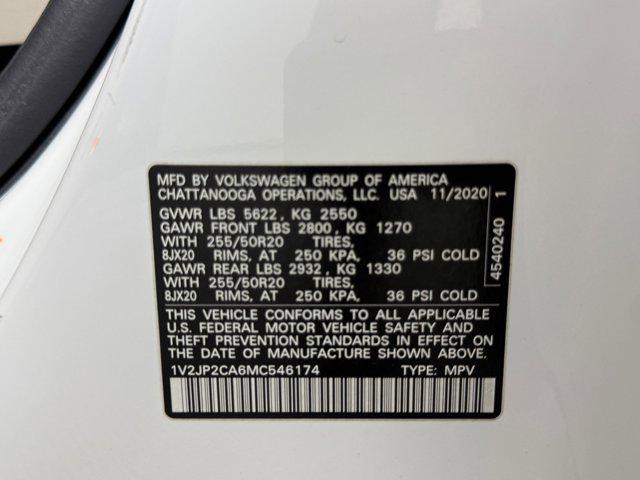 MFD BY VOLKSWAGEN GROUP OF AMERICA
CHATTANOOGA OPERATIONS, LLC. USA 11/2020
GVWR LBS 5622, KG 2550
GAWR FRONT LBS 2800, KG 1270
WITH 255/50R20 TIRES,
8JX20 RIMS, AT 250 KPA, 36 PSI COLD
GAWR REAR LBS 2932, KG 1330
WITH 255/50R20 TIRES,
8JX20 RIMS, AT 250 KPA, 36 PSI COLD
THIS VEHICLE CONFORMS TO ALL APPLICABLE
U.S. FEDERAL MOTOR VEHICLE SAFETY AND
THEFT PREVENTION STANDARDS IN EFFECT ON
THE DATE OF MANUFACTURE SHOWN ABOVE.
1V2JP2CA6MC546174 TYPE: MPV
4540240 1